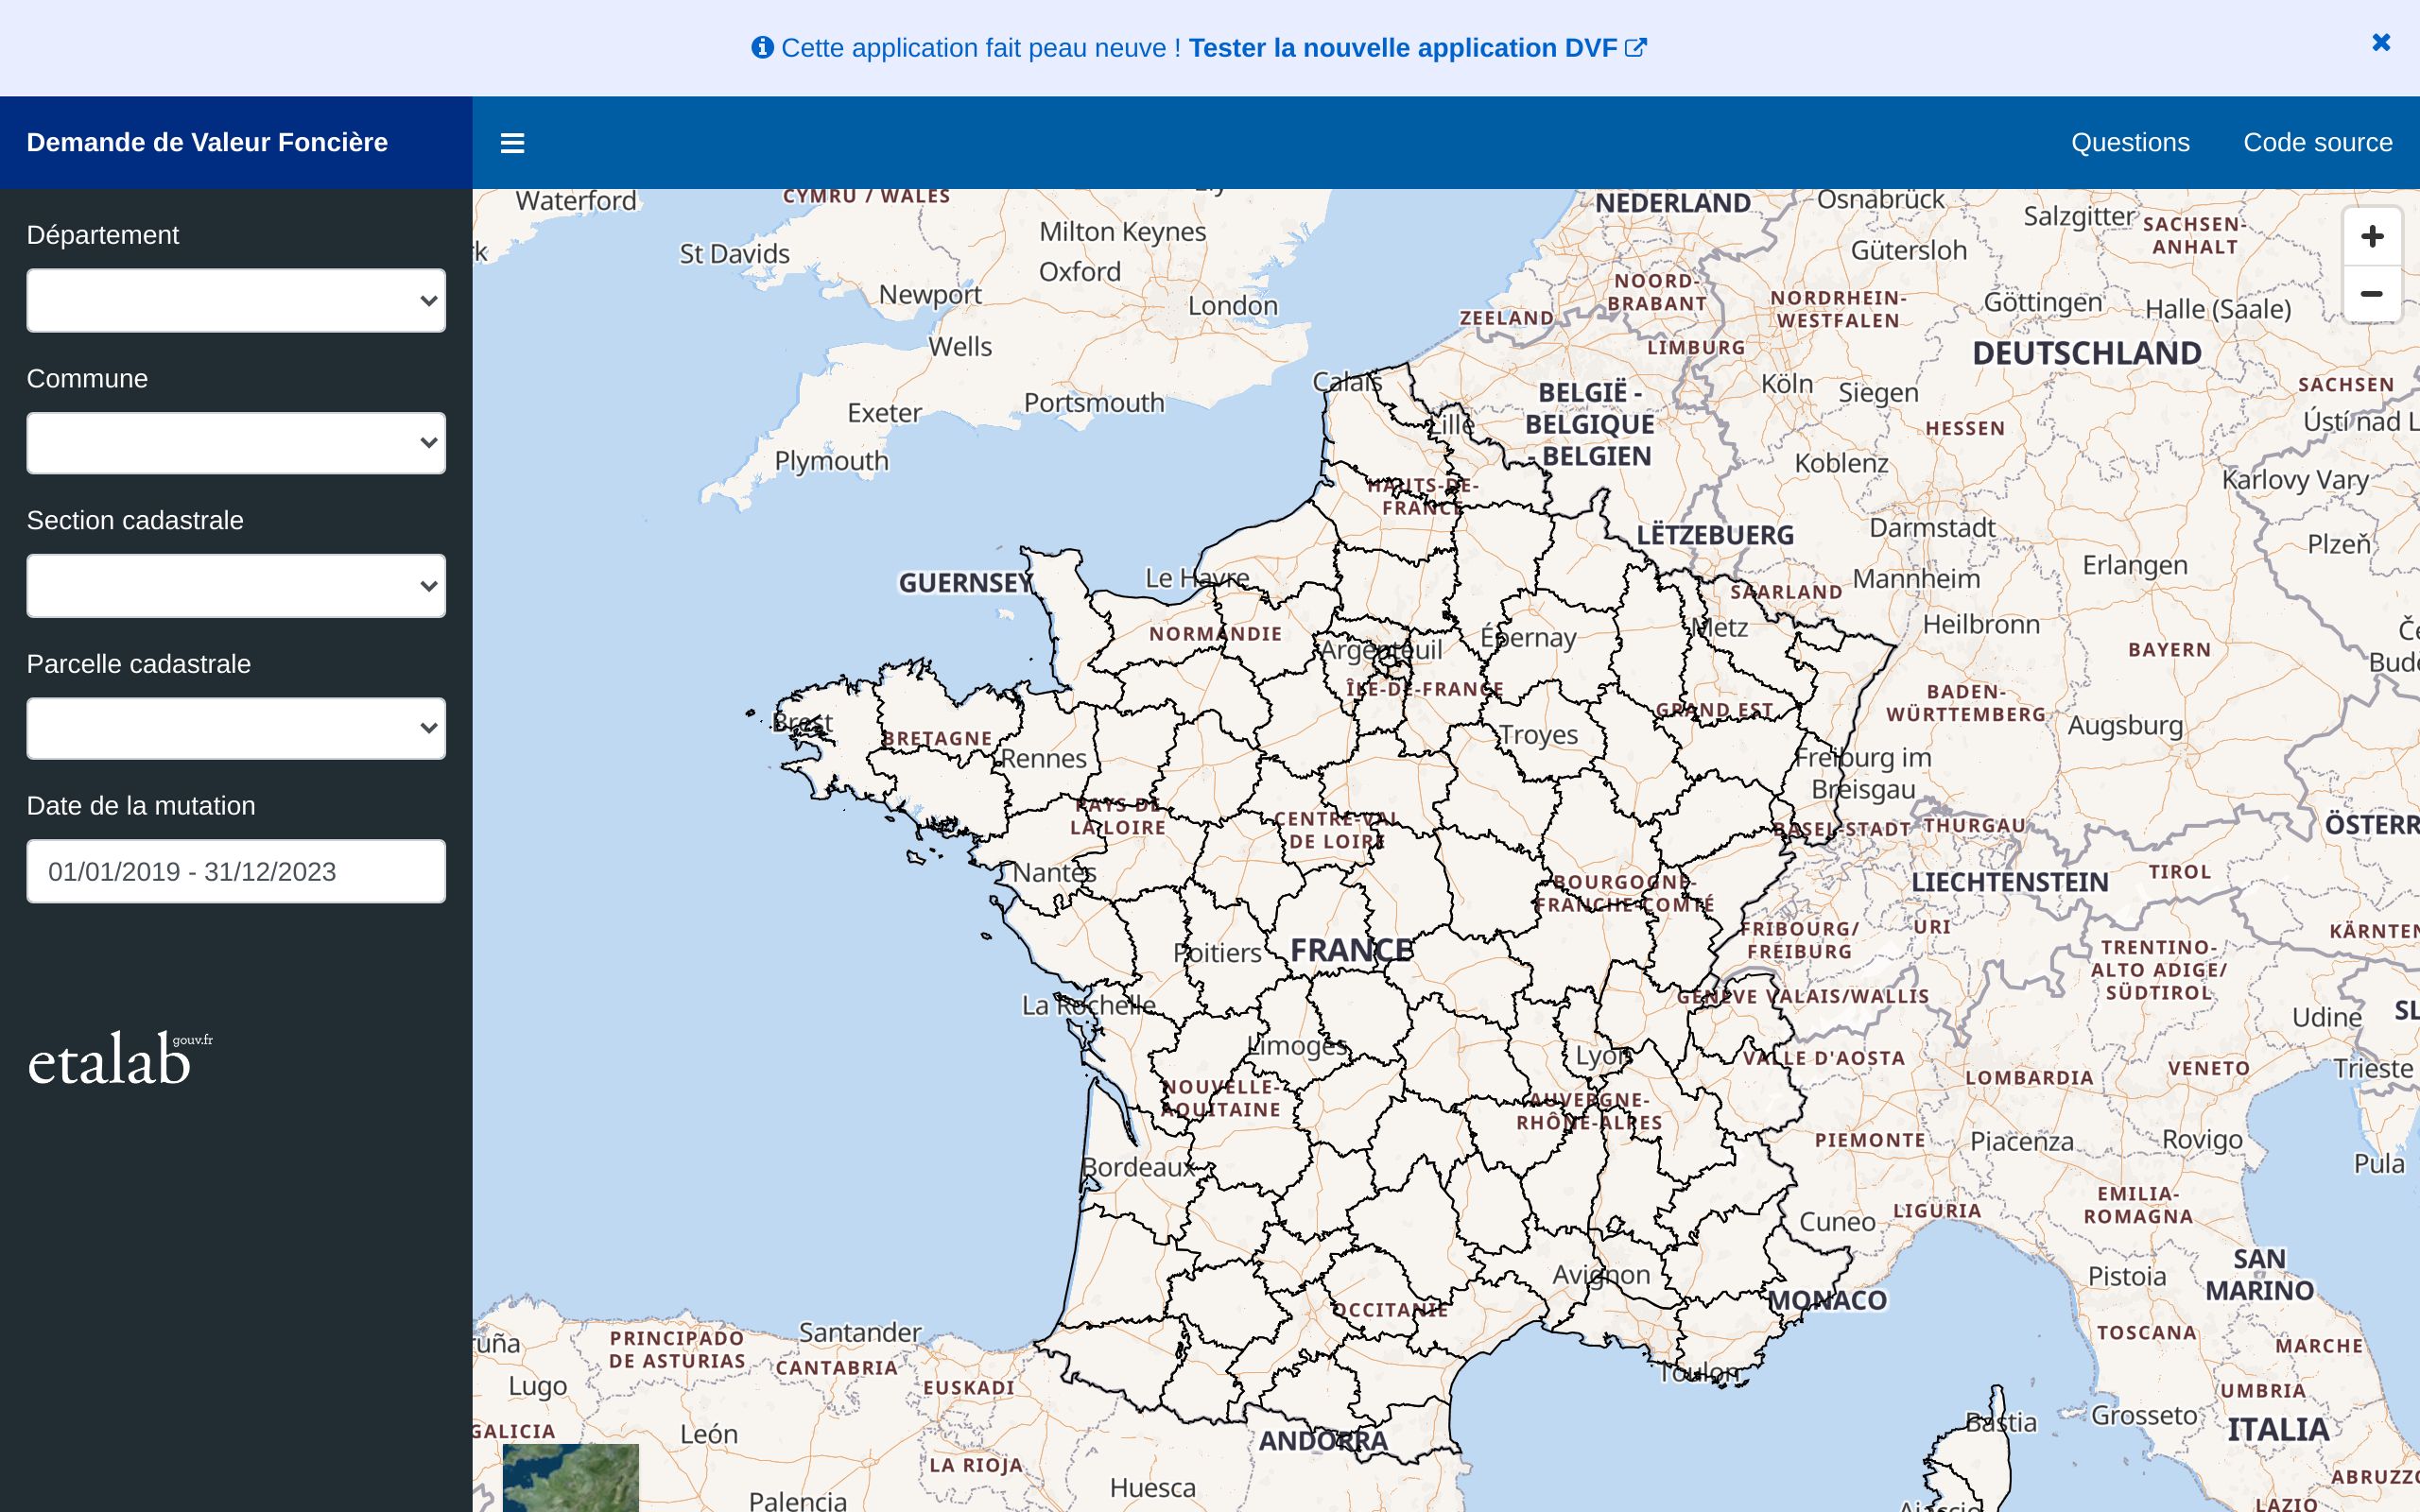 Cette application fait peau neuve ! Tester la nouvelle application DVF
Demande de Valeur Foncière
Questions
Code source
Département
Commune
Section cadastrale
Parcelle cadastrale
Date de la mutation
01/01/2019 - 31/12/2023
etalab
gouv.fr
Waterford
CYMRU / WALES
NEDERLAND
Osnabrück
Salzgitter
SACHSEN-
ANHALT
St Davids
Milton Keynes
Gütersloh
Oxford
NOORD-
BRABANT
Newport
London
ZEELAND
NORDRHEIN-
WESTFALEN
Göttingen
Halle (Saale)
Wells
LIMBURG
DEUTSCHLAND
Calais
BELGIË -
BELGIQUE
- BELGIEN
Köln
Siegen
SACHSEN
Exeter
Portsmouth
Lille
HESSEN
Ústí nad L
Plymouth
Koblenz
Karlovy Vary
HAUTS-DE-
FRANCE
LËTZEBUERG
Darmstadt
Plzeň
Erlangen
GUERNSEY
Le Havre
SAARLAND
Mannheim
NORMANDIE
Argenteuil
Épernay
Metz
Heilbronn
BAYERN
Budě
ÎLE-DE-FRANCE
GRAND EST
BADEN-
WÜRTTEMBERG
Augsburg
Brest
BRETAGNE
Rennes
Troyes
Freiburg im
Breisgau
PAYS DE
LA LOIRE
CENTRE-VAL
DE LOIRE
BASEL-STADT
THURGAU
ÖSTERR
Nantes
BOURGOGNE-
FRANCHE-COMTÉ
LIECHTENSTEIN
TIROL
Poitiers
FRANCE
FRIBOURG/
FREIBURG
URI
KÄRNTEN
TRENTINO-
ALTO ADIGE/
SÜDTIROL
La Rochelle
GENÈVE
VALAIS/WALLIS
Udine
SL
Limoges
Lyon
VALLE D'AOSTA
LOMBARDIA
VENETO
Trieste
NOUVELLE-
AQUITAINE
AUVERGNE-
RHÔNE-ALPES
PIEMONTE
Piacenza
Rovigo
Bordeaux
Pula
EMILIA-
ROMAGNA
Cuneo
LIGURIA
Avignon
SAN
MARINO
Pistoia
MONACO
OCCITANIE
TOSCANA
MARCHE
ruña
PRINCIPADO
DE ASTURIAS
Santander
CANTABRIA
Toulon
Lugo
EUSKADI
UMBRIA
GALICIA
León
ANDORRA
Bastia
Grosseto
ITALIA
LA RIOJA
Huesca
ABRUZZO
Palencia
Ajaccio
LAZIO